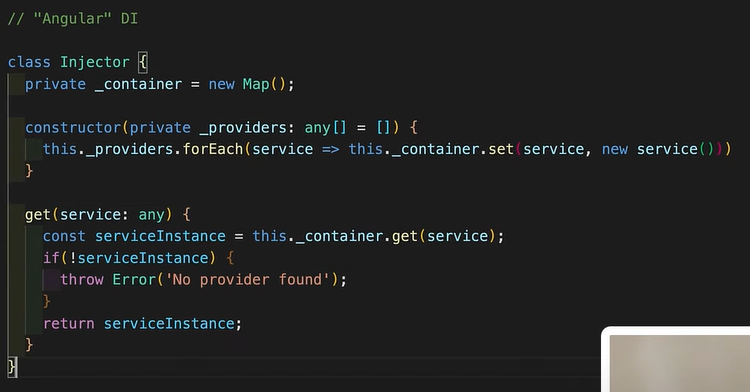 // "Angular" DI
class Injector {
private _container = new Map();
constructor(private _providers: any[] = []) {
this._providers.forEach(service => this._container.set(service, new service()))
}
get(service: any) {
const serviceInstance = this._container.get(service);
if(!serviceInstance) {
throw Error('No provider found');
}
return serviceInstance;
}
}